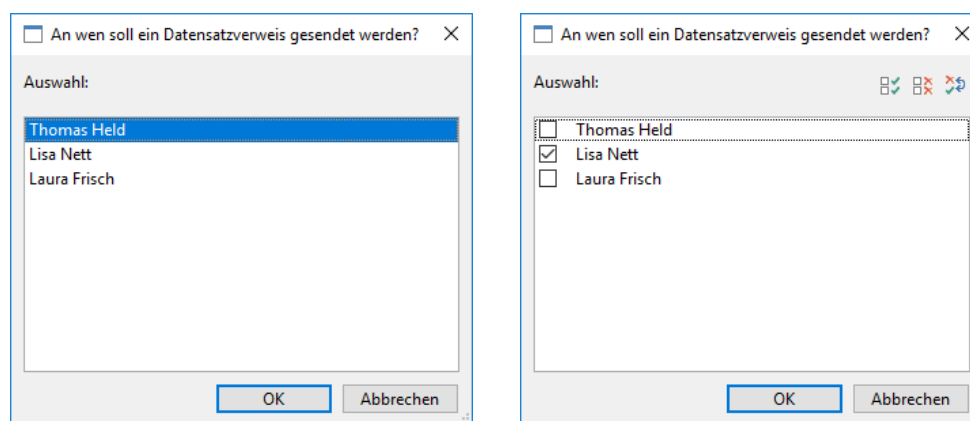 An wen soll ein Datensatzverweis gesendet werden?
Auswahl:
Thomas Held
Lisa Nett
Laura Frisch
OK
Abbrechen
An wen soll ein Datensatzverweis gesendet werden?
Auswahl:
Thomas Held
Lisa Nett
Laura Frisch
OK
Abbrechen